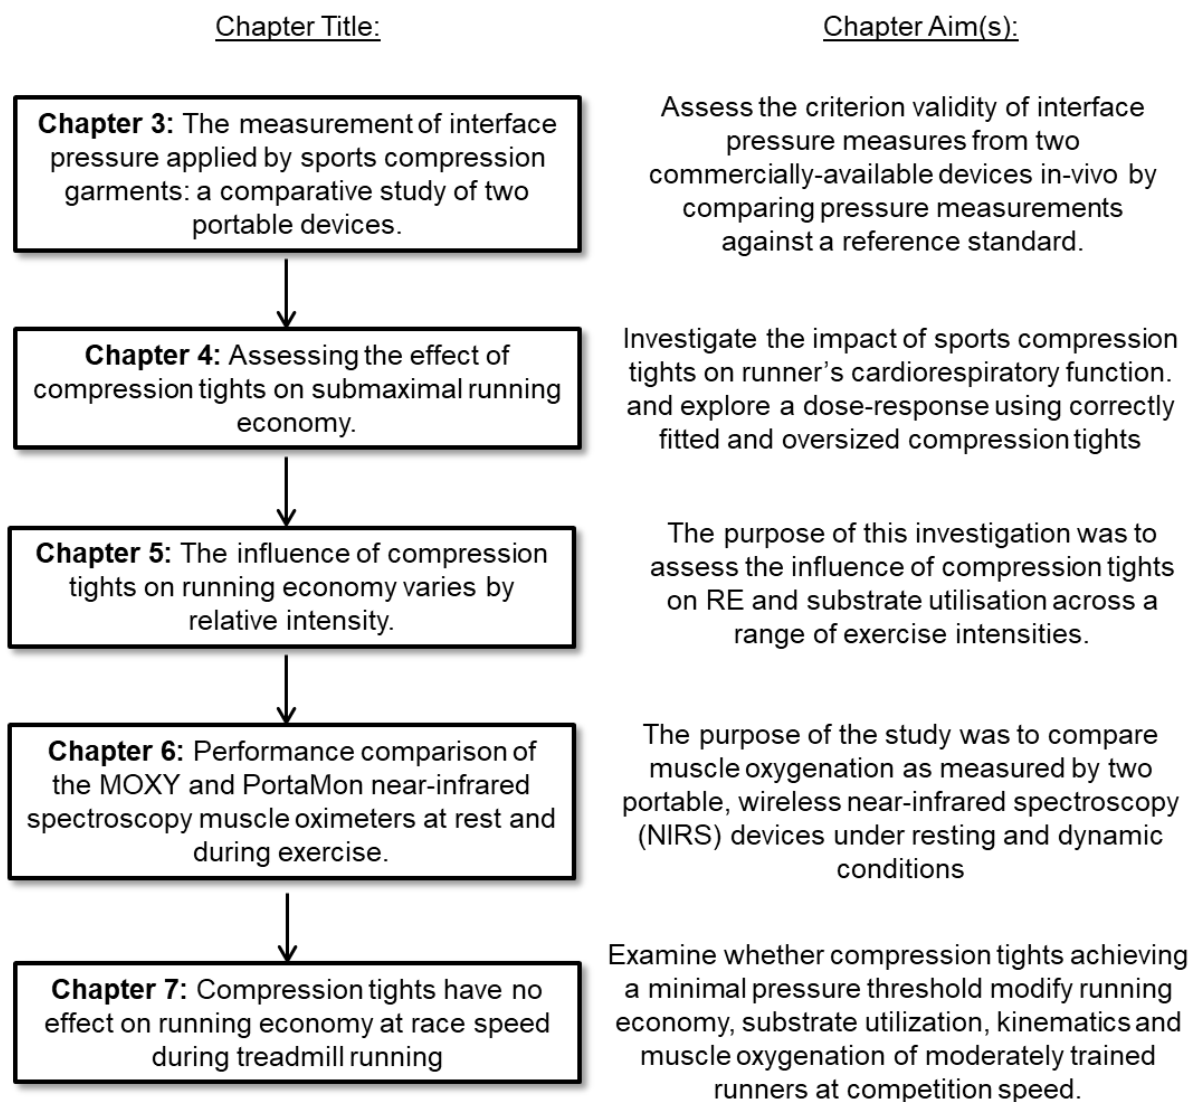 Chapter Title:
Chapter Aim(s):
Chapter 3: The measurement of interface
pressure applied by sports compression
garments: a comparative study of two
portable devices.
Assess the criterion validity of interface
pressure measures from two
commercially-available devices in-vivo by
comparing pressure measurements
against a reference standard.
Chapter 4: Assessing the effect of
compression tights on submaximal running
economy.
Investigate the impact of sports compression
tights on runner's cardiorespiratory function.
and explore a dose-response using correctly
fitted and oversized compression tights
Chapter 5: The influence of compression
tights on running economy varies by
relative intensity.
The purpose of this investigation was to
assess the influence of compression tights
on RE and substrate utilisation across a
range of exercise intensities.
Chapter 6: Performance comparison of
the MOXY and PortaMon near-infrared
spectroscopy muscle oximeters at rest and
during exercise.
The purpose of the study was to compare
muscle oxygenation as measured by two
portable, wireless near-infrared spectroscopy
(NIRS) devices under resting and dynamic
conditions
Chapter 7: Compression tights have no
effect on running economy at race speed
during treadmill running
Examine whether compression tights achieving
a minimal pressure threshold modify running
economy, substrate utilization, kinematics and
muscle oxygenation of moderately trained
runners at competition speed.